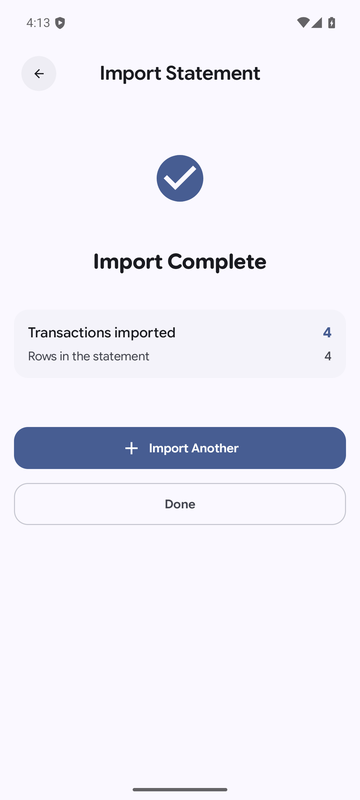 4:13
Import Statement
Import Complete
Transactions imported 4
Rows in the statement 4
Import Another
Done